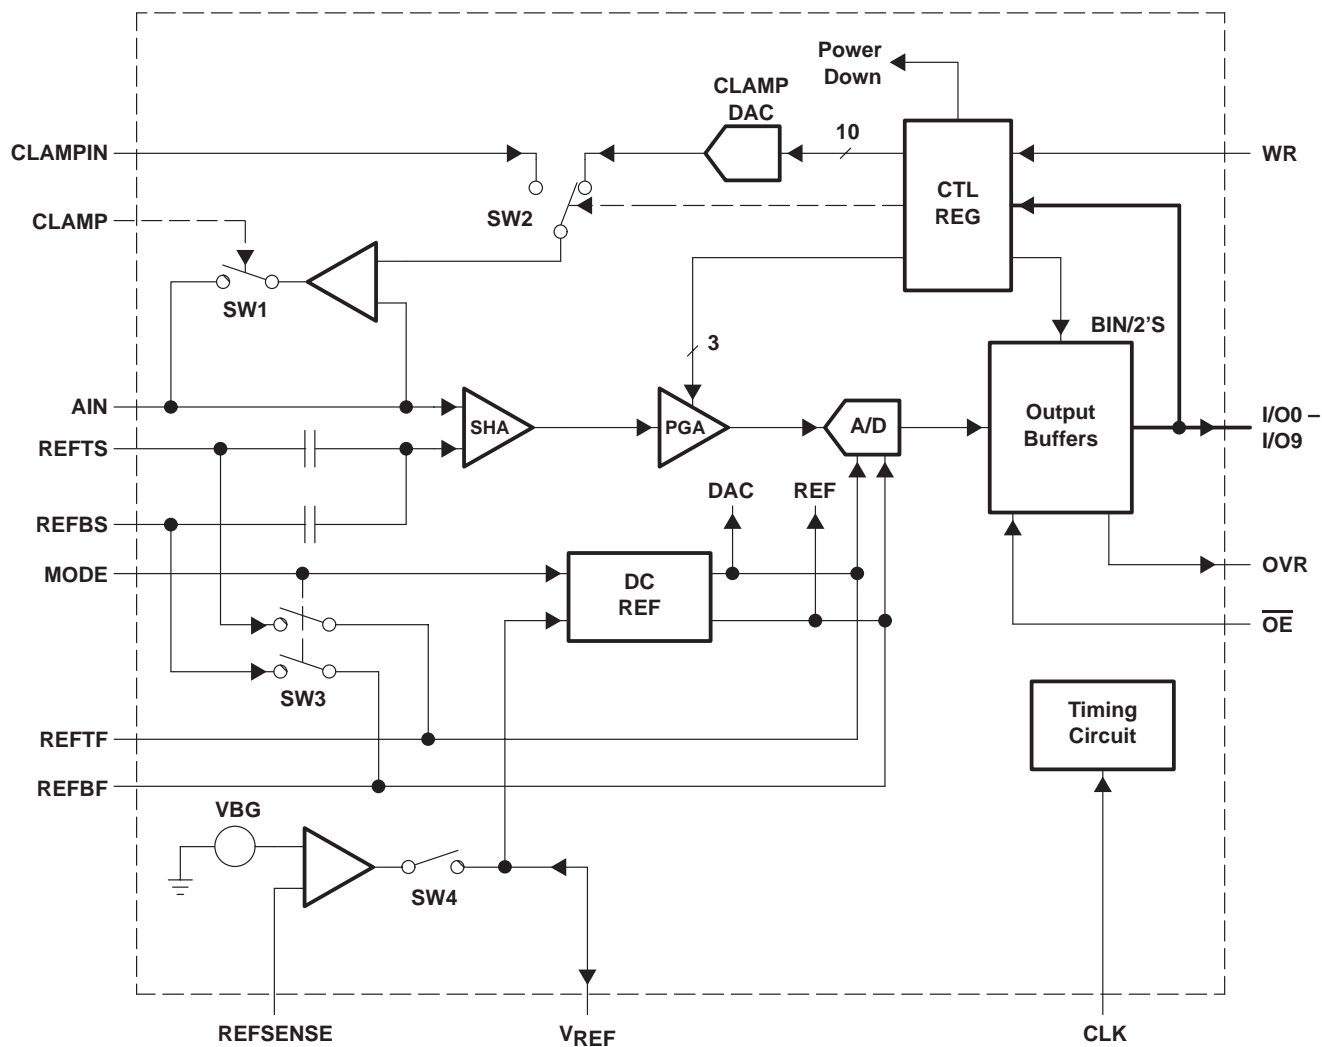 Power
Down
CLAMP
DAC
10
CLAMPIN
WR
CTL
REG
SW2
CLAMP
SW1
3
BIN/2'S
AIN
SHA
PGA
A/D
Output
Buffers
I/O0 –
I/O9
REFTS
DAC
REF
REFBS
MODE
DC
REF
OVR
OE
SW3
Timing
Circuit
REFTF
REFBF
VBG
SW4
REFSENSE
VREF
CLK